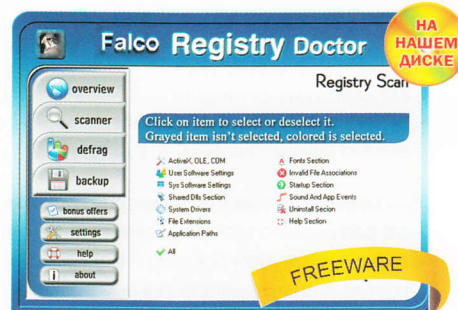 Falco Registry Doctor
НА
НАШЕМ
ДИСКЕ
Registry Scan
overview
scanner
defrag
backup
bonus offers
settings
help
about
Click on item to select or deselect it.
Grayed item isn't selected, colored is selected.
ActiveX, OLE, COM
User Software Settings
Sys Software Settings
Shared Dlls Section
System Drivers
File Extensions
Application Paths
All
Fonts Section
Invalid File Associations
Startup Section
Sound And App Events
Uninstall Secion
Help Section
FREEWARE